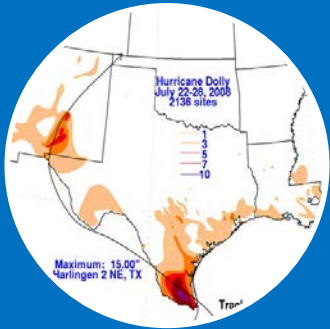 Hurricane Dolly
July 22-28, 2008
2136 sites
1
3
5
7
10
Maximum: 15.00"
Harlingen 2 NE, TX